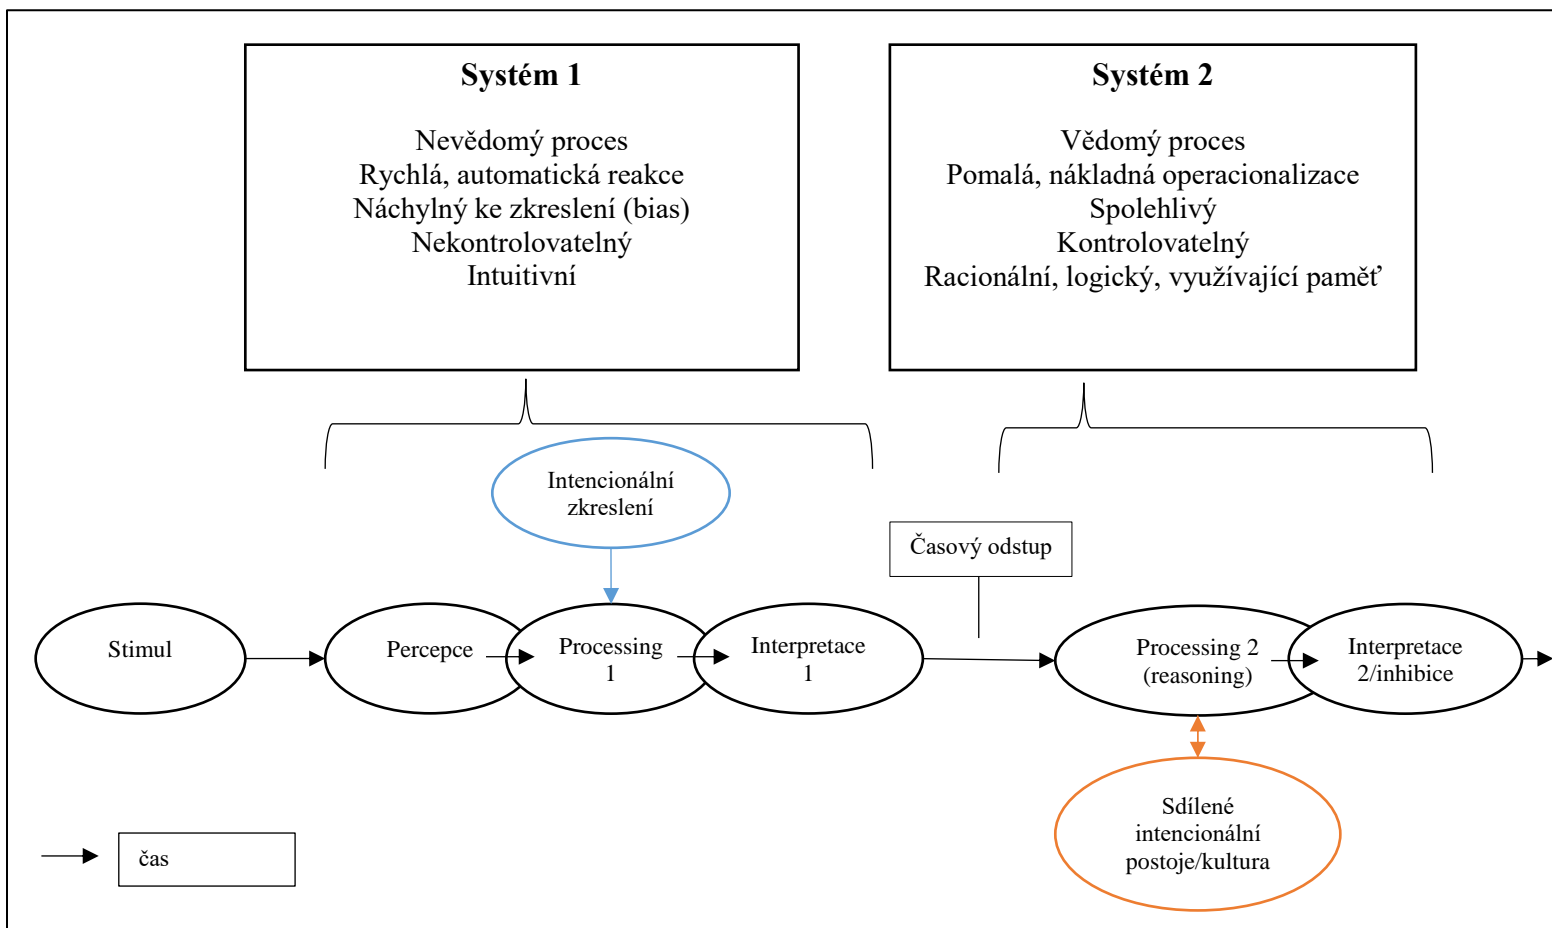 Systém 1
Nevědomý proces
Rychlá, automatická reakce
Náchylný ke zkreslení (bias)
Nekontrolovatelný
Intuitivní
Systém 2
Vědomý proces
Pomalá, nákladná operacionalizace
Spolehlivý
Kontrolovatelný
Racionální, logický, využívající paměť
Intencionální
zkreslení
Časový odstup
Stimul
Percepce
Processing
1
Interpretace
1
Processing 2
(reasoning)
Interpretace
2/inhibice
Sdílené
intencionální
postoje/kultura
čas